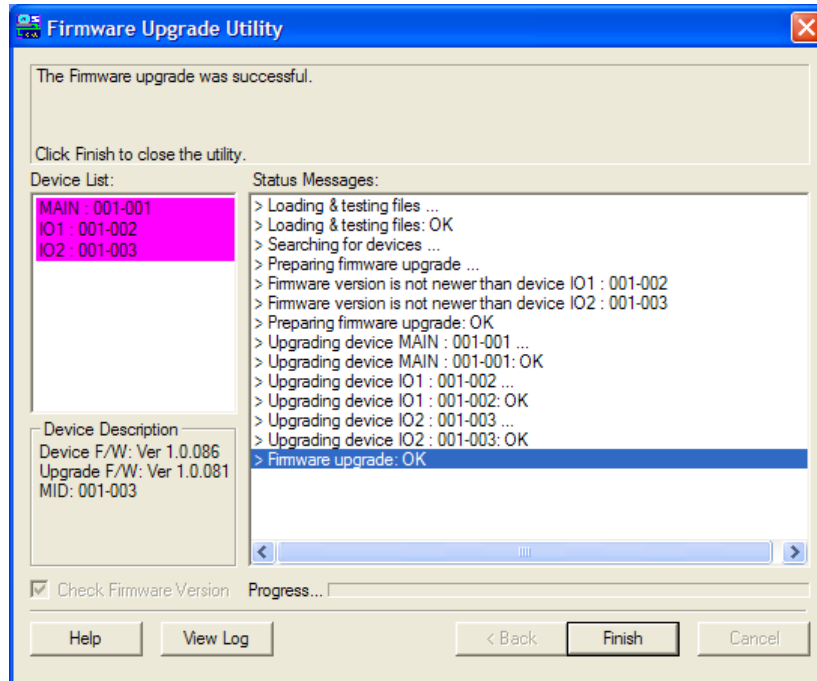 Firmware Upgrade Utility
The Firmware upgrade was successful.
Click Finish to close the utility.
Device List:
MAIN : 001-001
IO1 : 001-002
IO2 : 001-003
Status Messages:
> Loading & testing files ...
> Loading & testing files: OK
> Searching for devices ...
> Preparing firmware upgrade ...
> Firmware version is not newer than device IO1 : 001-002
> Firmware version is not newer than device IO2 : 001-003
> Preparing firmware upgrade: OK
> Upgrading device MAIN : 001-001 ...
> Upgrading device MAIN : 001-001: OK
> Upgrading device IO1 : 001-002 ...
> Upgrading device IO1 : 001-002: OK
> Upgrading device IO2 : 001-003 ...
> Upgrading device IO2 : 001-003: OK
> Firmware upgrade: OK
Device Description
Device F/W: Ver 1.0.086
Upgrade F/W: Ver 1.0.081
MID: 001-003
Check Firmware Version
Progress...
Help
View Log
< Back
Finish
Cancel